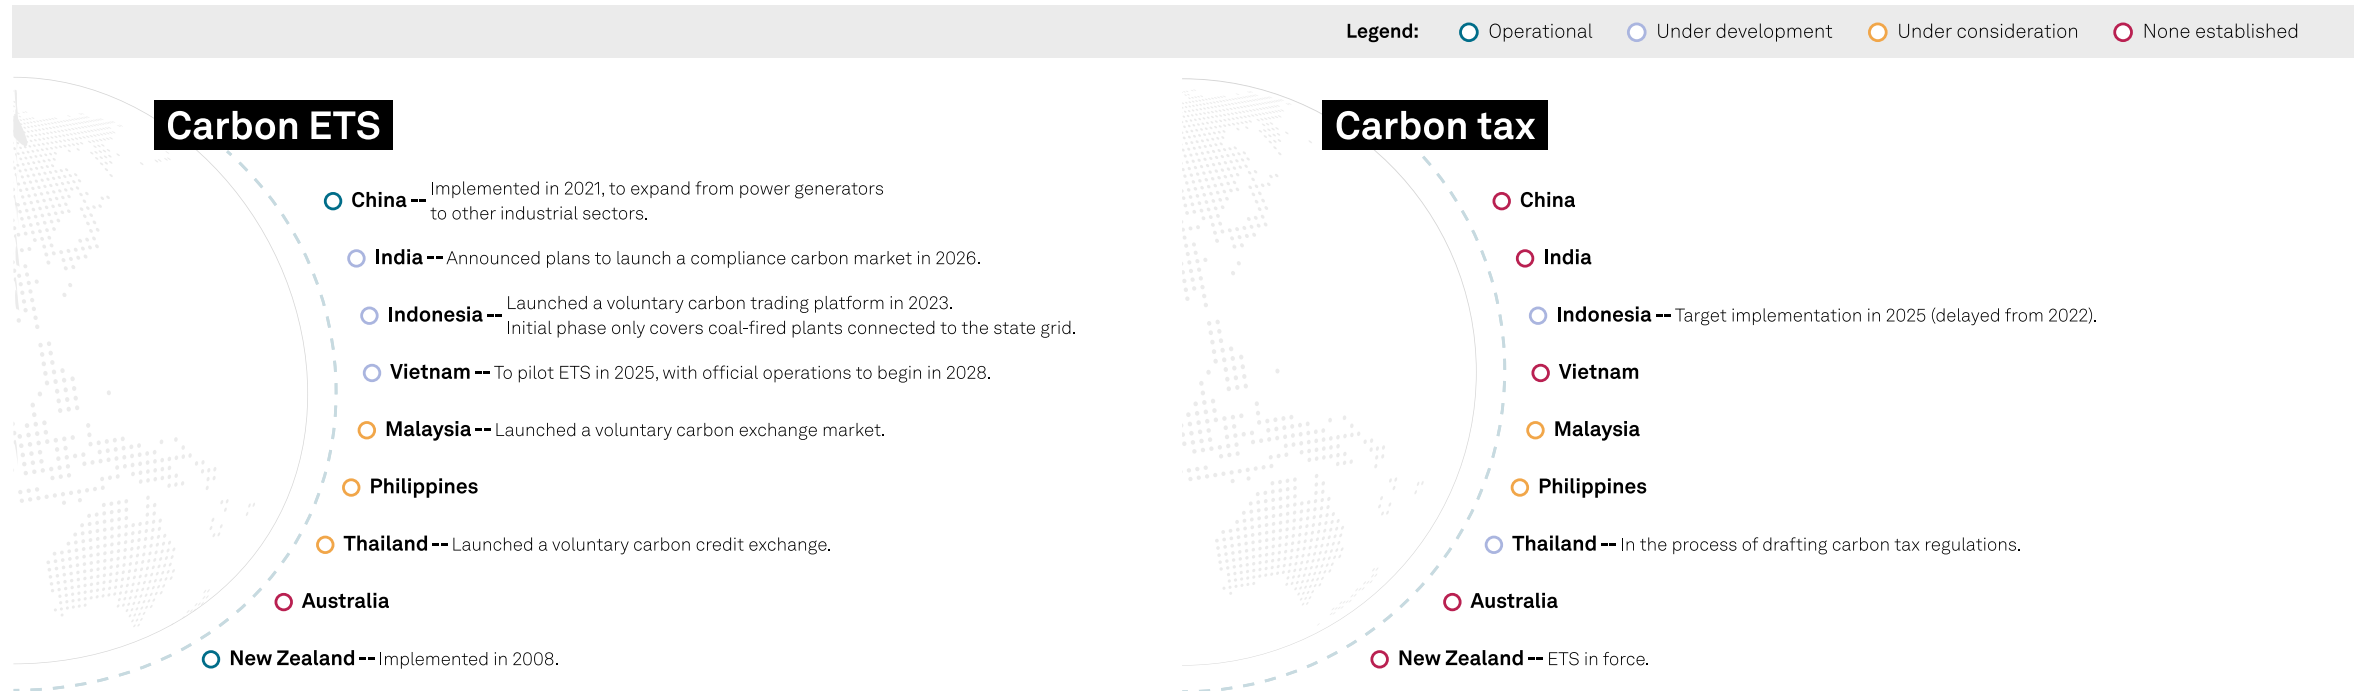 Legend: Operational Under development Under consideration None established
Carbon ETS
China -- Implemented in 2021, to expand from power generators
to other industrial sectors.
India -- Announced plans to launch a compliance carbon market in 2026.
Indonesia -- Launched a voluntary carbon trading platform in 2023.
Initial phase only covers coal-fired plants connected to the state grid.
Vietnam -- To pilot ETS in 2025, with official operations to begin in 2028.
Malaysia -- Launched a voluntary carbon exchange market.
Philippines
Thailand -- Launched a voluntary carbon credit exchange.
Australia
New Zealand -- Implemented in 2008.
Carbon tax
China
India
Indonesia -- Target implementation in 2025 (delayed from 2022).
Vietnam
Malaysia
Philippines
Thailand -- In the process of drafting carbon tax regulations.
Australia
New Zealand -- ETS in force.